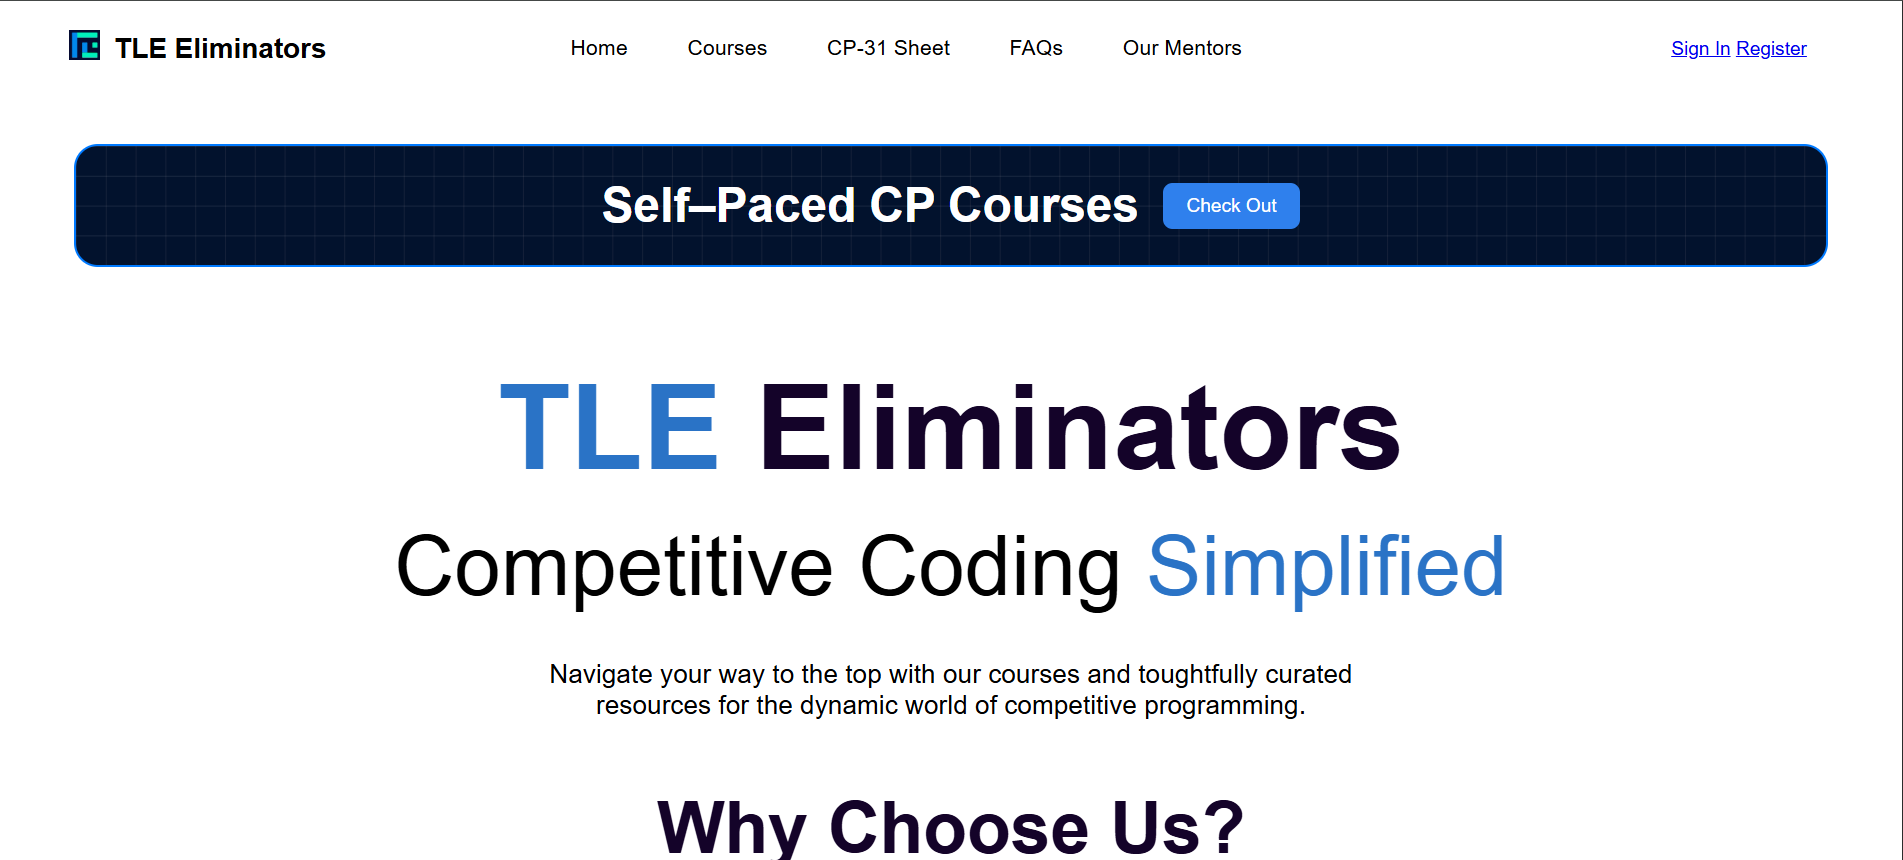 TLE Eliminators
Home Courses CP-31 Sheet FAQs Our Mentors
Sign In Register
Self–Paced CP Courses
Check Out
TLE Eliminators
Competitive Coding Simplified
Navigate your way to the top with our courses and toughtfully curated
resources for the dynamic world of competitive programming.
Why Choose Us?